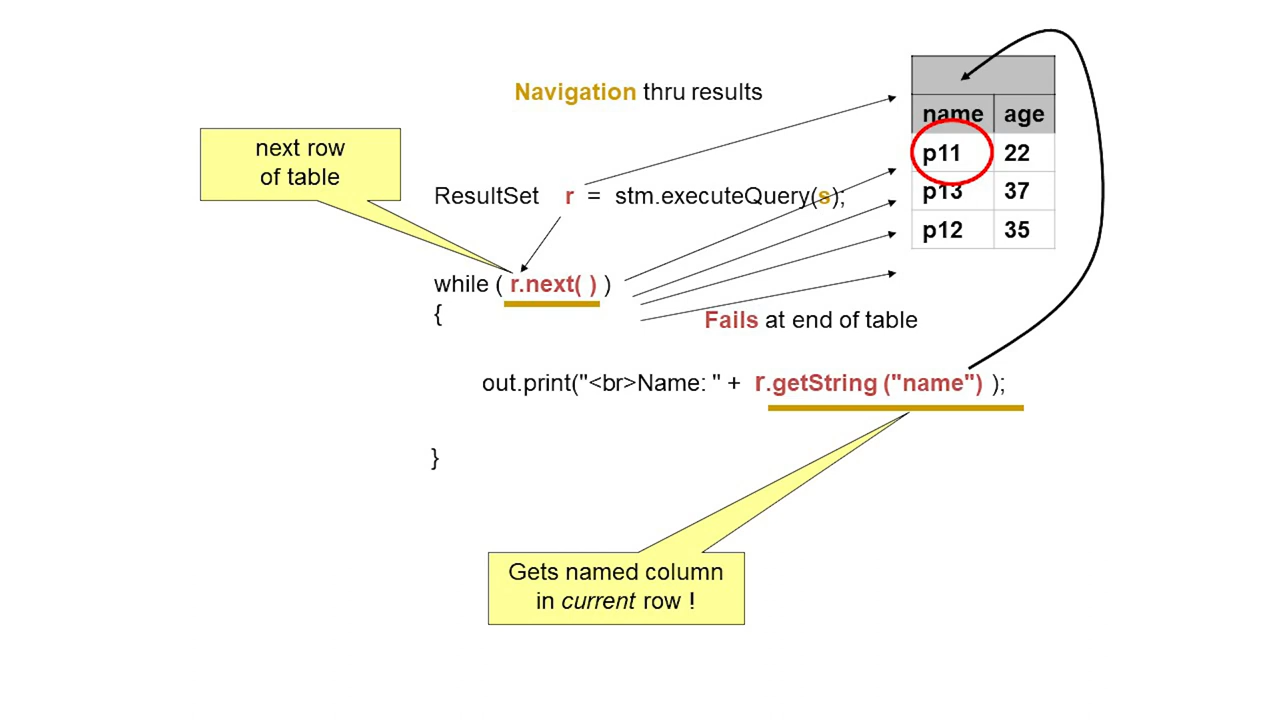 Navigation thru results
name age
p11 22
p13 37
p12 35
next row
of table
ResultSet r = stm.executeQuery(s);
while ( r.next( ) )
{
Fails at end of table
out.print("<br>Name: " + r.getString ("name") );
}
Gets named column
in current row !